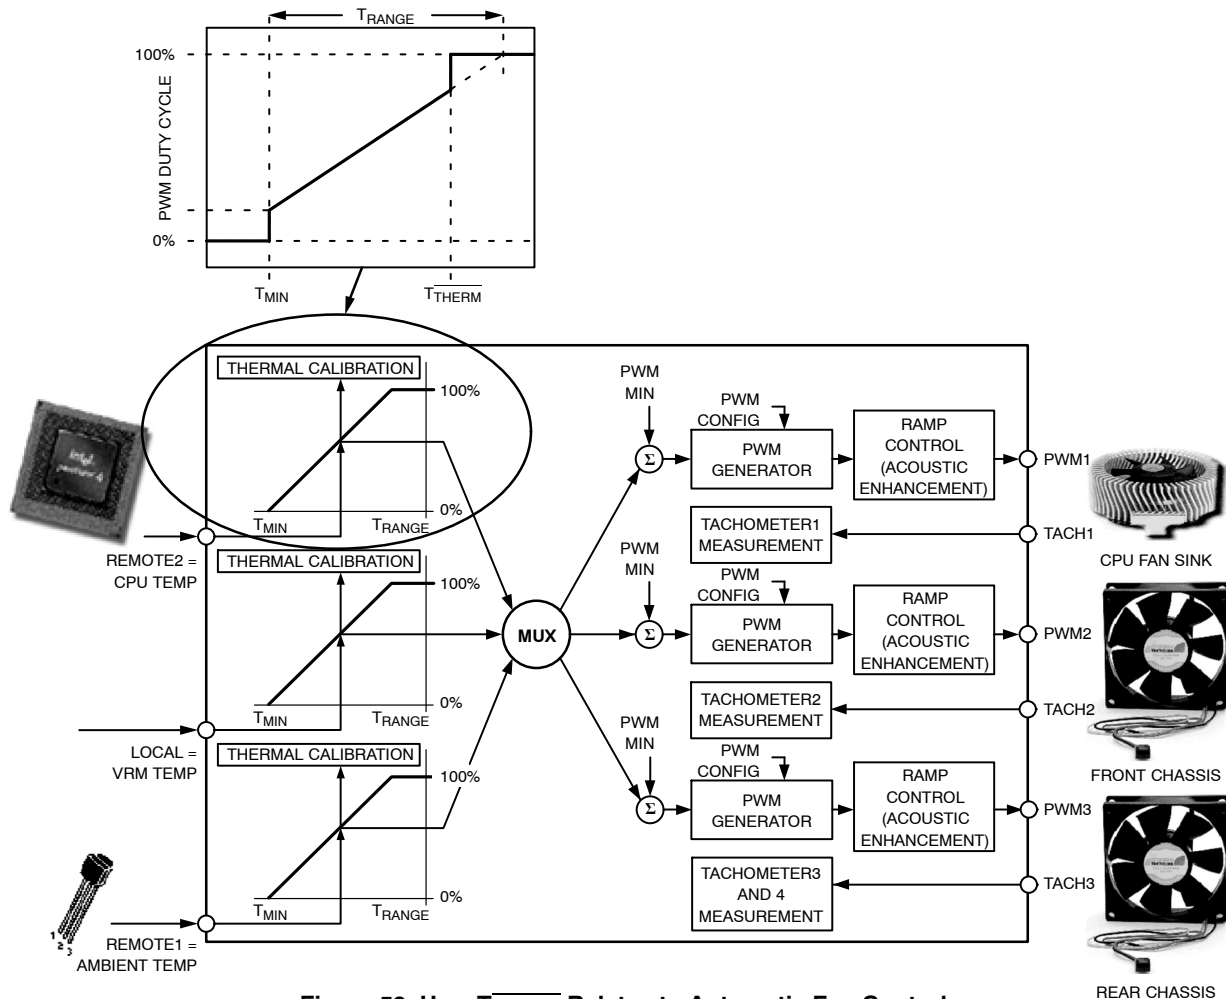 TRANGE
100%
PWM DUTY CYCLE
0%
TMIN
TTHERM
THERMAL CALIBRATION
100%
0%
TMIN
TRANGE
REMOTE2 =
CPU TEMP
THERMAL CALIBRATION
100%
0%
TMIN
TRANGE
LOCAL =
VRM TEMP
THERMAL CALIBRATION
100%
0%
TMIN
TRANGE
1
2
3
REMOTE1 =
AMBIENT TEMP
MUX
PWM
MIN
Σ
PWM
CONFIG
PWM
GENERATOR
RAMP
CONTROL
(ACOUSTIC
ENHANCEMENT)
PWM1
TACHOMETER1
MEASUREMENT
TACH1
CPU FAN SINK
PWM
MIN
Σ
PWM
CONFIG
PWM
GENERATOR
RAMP
CONTROL
(ACOUSTIC
ENHANCEMENT)
PWM2
TACHOMETER2
MEASUREMENT
TACH2
FRONT CHASSIS
PWM
MIN
Σ
PWM
CONFIG
PWM
GENERATOR
RAMP
CONTROL
(ACOUSTIC
ENHANCEMENT)
PWM3
TACHOMETER3
AND 4
MEASUREMENT
TACH3
REAR CHASSIS